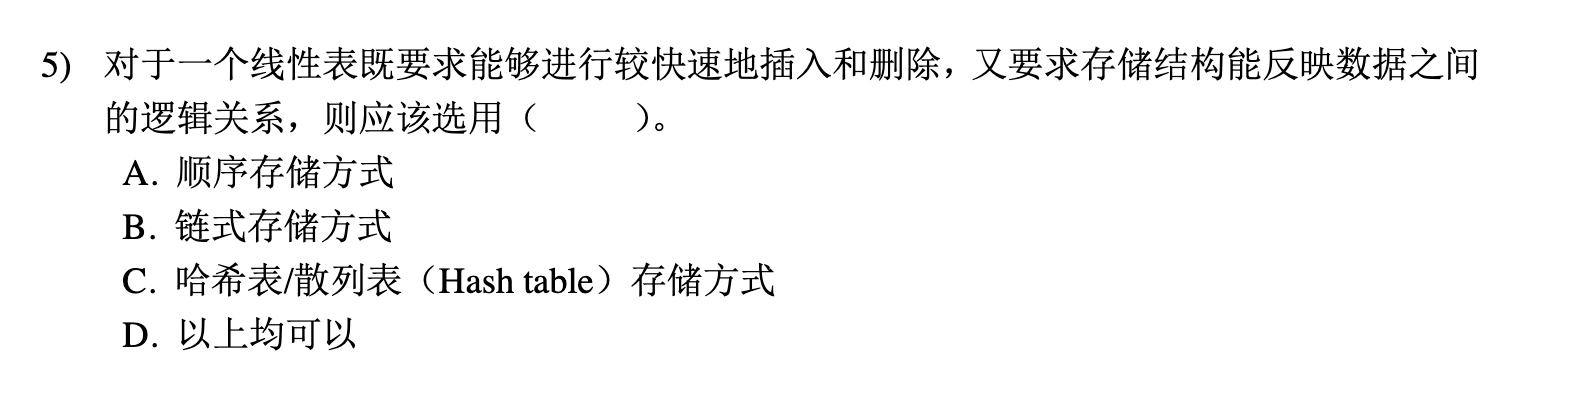 5) 对于一个线性表既要求能够进行较快速地插入和删除，又要求存储结构能反映数据之间
的逻辑关系，则应该选用（  ）。
A. 顺序存储方式
B. 链式存储方式
C. 哈希表/散列表（Hash table）存储方式
D. 以上均可以